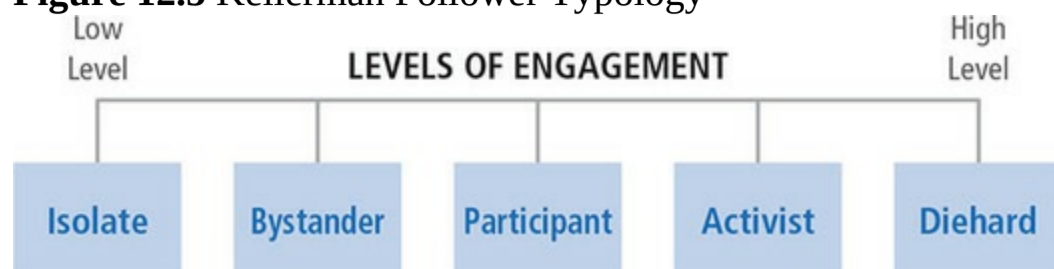 Figure 12.3 Kellerman Follower Typology
Low
Level
LEVELS OF ENGAGEMENT
High
Level
Isolate
Bystander
Participant
Activist
Diehard